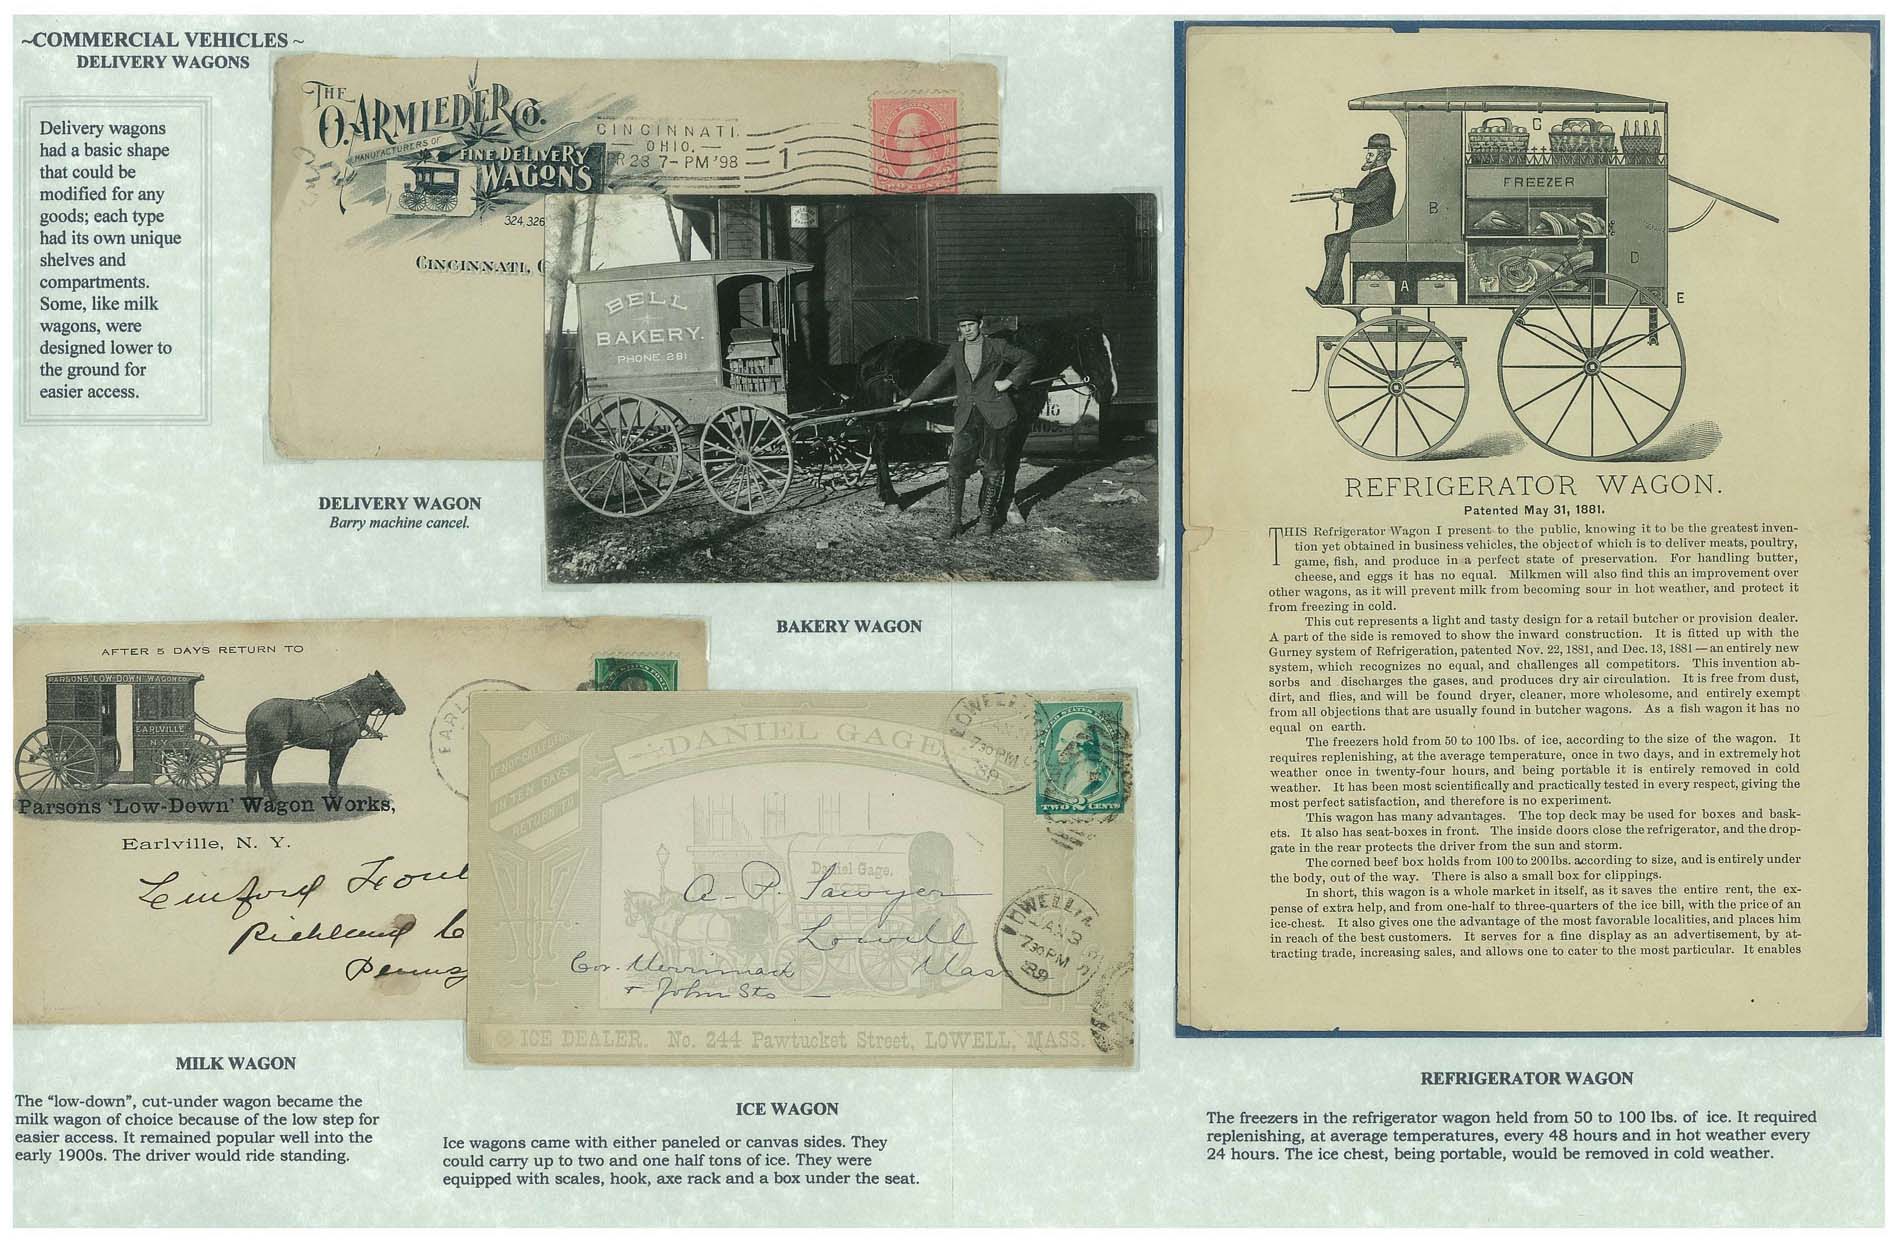 ~COMMERCIAL VEHICLES~
DELIVERY WAGONS
Delivery wagons
had a basic shape
that could be
modified for any
goods; each type
had its own unique
shelves and
compartments.
Some, like milk
wagons, were
designed lower to
the ground for
easier access.
THE
O. ARMLEDER CO.
MANUFACTURERS OF
FINE DELIVERY
WAGONS
324, 326
CINCINNATI,
CINCINNATI.
OHIO.
23 7-PM '98
1
TWO CENTS
DELIVERY WAGON
Barry machine cancel.
BELL
BAKERY.
PHONE 281
BAKERY WAGON
AFTER 5 DAYS RETURN TO
PARSONS "LOW-DOWN" WAGON CO.
EARLVILLE
N.Y.
Parsons 'Low-Down' Wagon Works,
Earlville, N. Y.
EARL
Linford
Richland
MILK WAGON
The "low-down", cut-under wagon became the
milk wagon of choice because of the low step for
easier access. It remained popular well into the
early 1900s. The driver would ride standing.
IF NOT CALLED FOR
IN TEN DAYS
RETURN TO
DANIEL GAGE,
Daniel Gage.
LOWELL
730 PM
89
TWO 2 CENTS
A. P. Sawyer
Lowell
Mass
Cor. Merrimack
& John Sts
LOWELL
JAN 3
730 PM
89
ICE DEALER. No. 244 Pawtucket Street, LOWELL, MASS.
ICE WAGON
Ice wagons came with either paneled or canvas sides. They
could carry up to two and one half tons of ice. They were
equipped with scales, hook, axe rack and a box under the seat.
C
FREEZER
B
D
A
E
REFRIGERATOR WAGON.
Patented May 31, 1881.
THIS Refrigerator Wagon I present to the public, knowing it to be the greatest inven-
tion yet obtained in business vehicles, the object of which is to deliver meats, poultry,
game, fish, and produce in a perfect state of preservation. For handling butter,
cheese, and eggs it has no equal. Milkmen will also find this an improvement over
other wagons, as it will prevent milk from becoming sour in hot weather, and protect it
from freezing in cold.
This cut represents a light and tasty design for a retail butcher or provision dealer.
A part of the side is removed to show the inward construction. It is fitted up with the
Gurney system of Refrigeration, patented Nov. 22, 1881, and Dec. 13, 1881 — an entirely new
system, which recognizes no equal, and challenges all competitors. This invention ab-
sorbs and discharges the gases, and produces dry air circulation. It is free from dust,
dirt, and flies, and will be found dryer, cleaner, more wholesome, and entirely exempt
from all objections that are usually found in butcher wagons. As a fish wagon it has no
equal on earth.
The freezers hold from 50 to 100 lbs. of ice, according to the size of the wagon. It
requires replenishing, at the average temperature, once in two days, and in extremely hot
weather once in twenty-four hours, and being portable it is entirely removed in cold
weather. It has been most scientifically and practically tested in every respect, giving the
most perfect satisfaction, and therefore is no experiment.
This wagon has many advantages. The top deck may be used for boxes and bask-
ets. It also has seat-boxes in front. The inside doors close the refrigerator, and the drop-
gate in the rear protects the driver from the sun and storm.
The corned beef box holds from 100 to 200 lbs. according to size, and is entirely under
the body, out of the way. There is also a small box for clippings.
In short, this wagon is a whole market in itself, as it saves the entire rent, the ex-
pense of extra help, and from one-half to three-quarters of the ice bill, with the price of an
ice-chest. It also gives one the advantage of the most favorable localities, and places him
in reach of the best customers. It serves for a fine display as an advertisement, by at-
tracting trade, increasing sales, and allows one to cater to the most particular. It enables
REFRIGERATOR WAGON
The freezers in the refrigerator wagon held from 50 to 100 lbs. of ice. It required
replenishing, at average temperatures, every 48 hours and in hot weather every
24 hours. The ice chest, being portable, would be removed in cold weather.